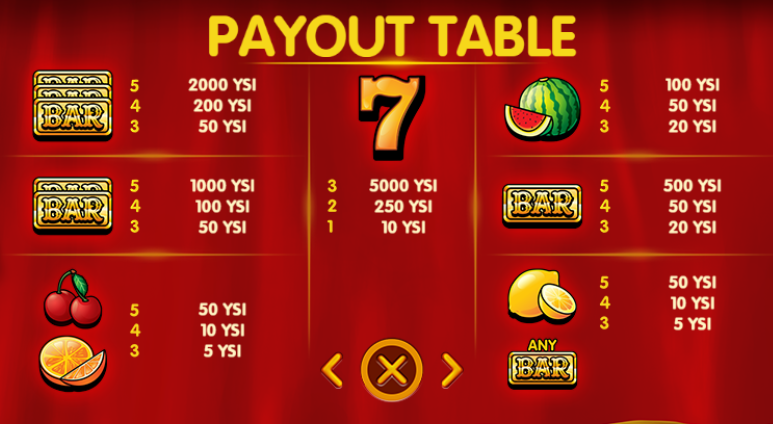 PAYOUT TABLE
BAR
5 2000 YSI
4 200 YSI
3 50 YSI
BAR
5 1000 YSI
4 100 YSI
3 50 YSI
5 50 YSI
4 10 YSI
3 5 YSI
7
3 5000 YSI
2 250 YSI
1 10 YSI
5 100 YSI
4 50 YSI
3 20 YSI
BAR
5 500 YSI
4 50 YSI
3 20 YSI
5 50 YSI
4 10 YSI
3 5 YSI
ANY
BAR